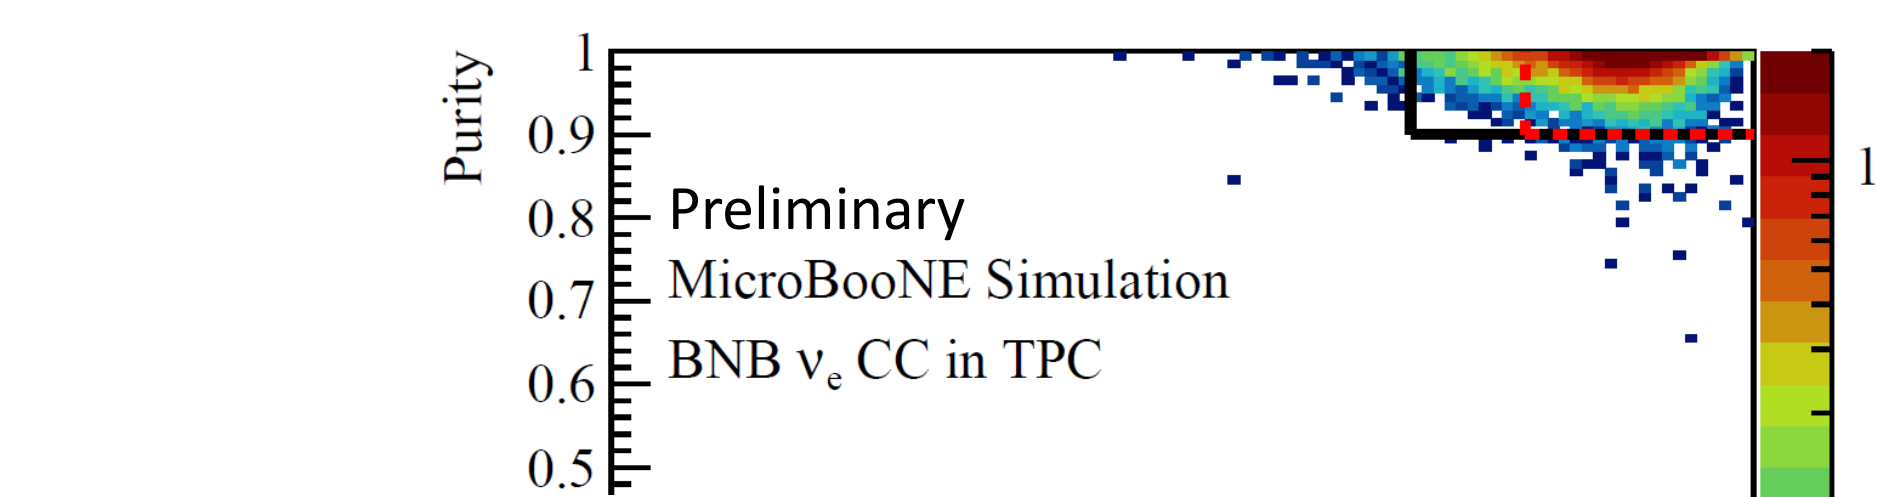 Purity
1
0.9
0.8
0.7
0.6
0.5
Preliminary
MicroBooNE Simulation
BNB νe CC in TPC
1